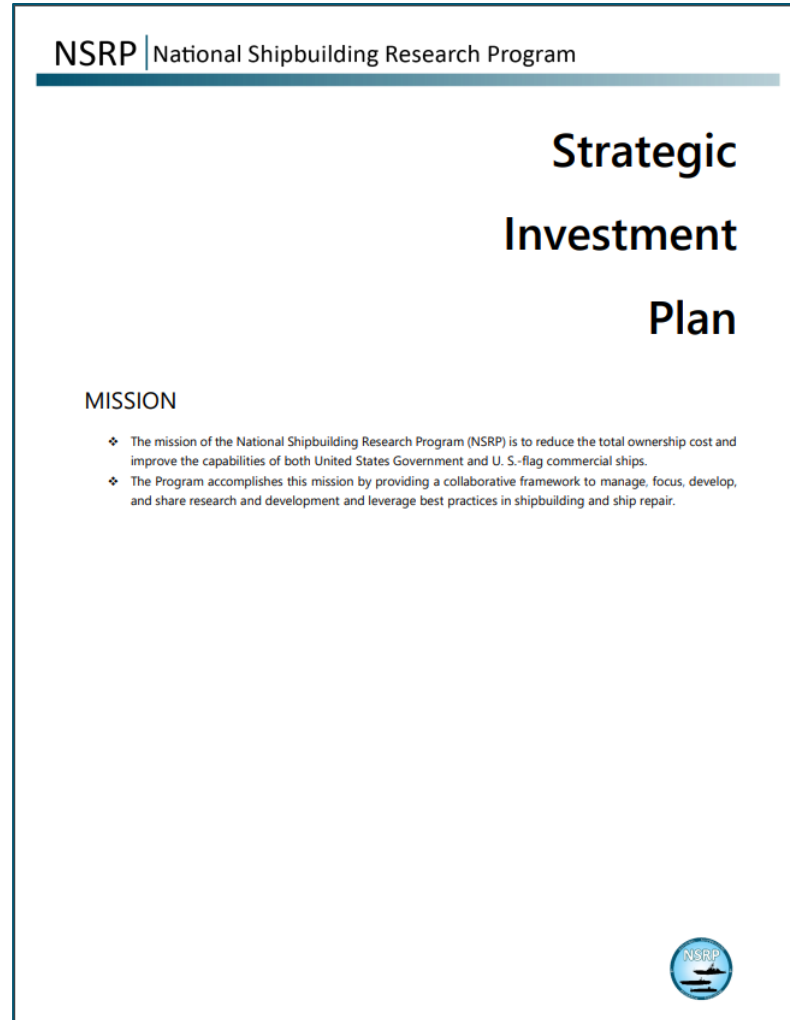 NSRP National Shipbuilding Research Program
Strategic
Investment
Plan
MISSION
❖ The mission of the National Shipbuilding Research Program (NSRP) is to reduce the total ownership cost and
improve the capabilities of both United States Government and U. S.-flag commercial ships.
❖ The Program accomplishes this mission by providing a collaborative framework to manage, focus, develop,
and share research and development and leverage best practices in shipbuilding and ship repair.
NSRP